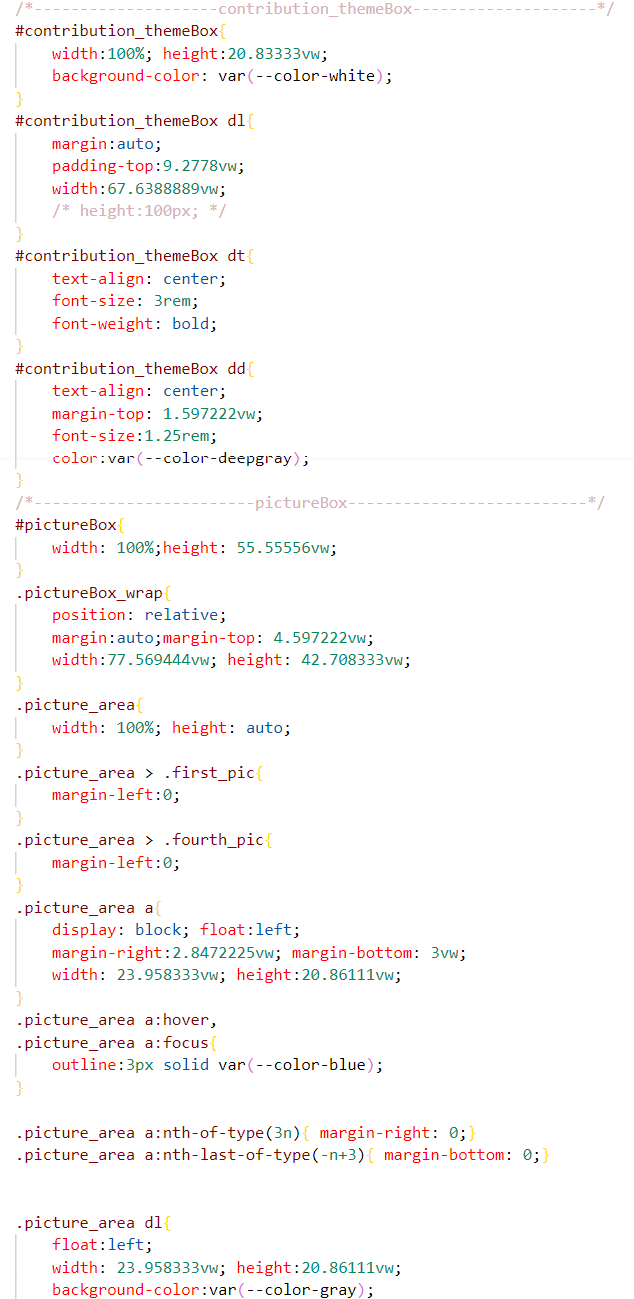 /*--------------------contribution_themeBox--------------------*/
#contribution_themeBox{
    width:100%; height:20.83333vw;
    background-color: var(--color-white);
}
#contribution_themeBox dl{
    margin:auto;
    padding-top:9.2778vw;
    width:67.6388889vw;
    /* height:100px; */
}
#contribution_themeBox dt{
    text-align: center;
    font-size: 3rem;
    font-weight: bold;
}
#contribution_themeBox dd{
    text-align: center;
    margin-top: 1.597222vw;
    font-size:1.25rem;
    color:var(--color-deepgray);
}
/*------------------------pictureBox--------------------------*/
#pictureBox{
    width: 100%;height: 55.55556vw;
}
.pictureBox_wrap{
    position: relative;
    margin:auto;margin-top: 4.597222vw;
    width:77.569444vw; height: 42.708333vw;
}
.picture_area{
    width: 100%; height: auto;
}
.picture_area > .first_pic{
    margin-left:0;
}
.picture_area > .fourth_pic{
    margin-left:0;
}
.picture_area a{
    display: block; float:left;
    margin-right:2.8472225vw; margin-bottom: 3vw;
    width: 23.958333vw; height:20.86111vw;
}
.picture_area a:hover,
.picture_area a:focus{
    outline:3px solid var(--color-blue);
}

.picture_area a:nth-of-type(3n){ margin-right: 0;}
.picture_area a:nth-last-of-type(-n+3){ margin-bottom: 0;}


.picture_area dl{
    float:left;
    width: 23.958333vw; height:20.86111vw;
    background-color:var(--color-gray);